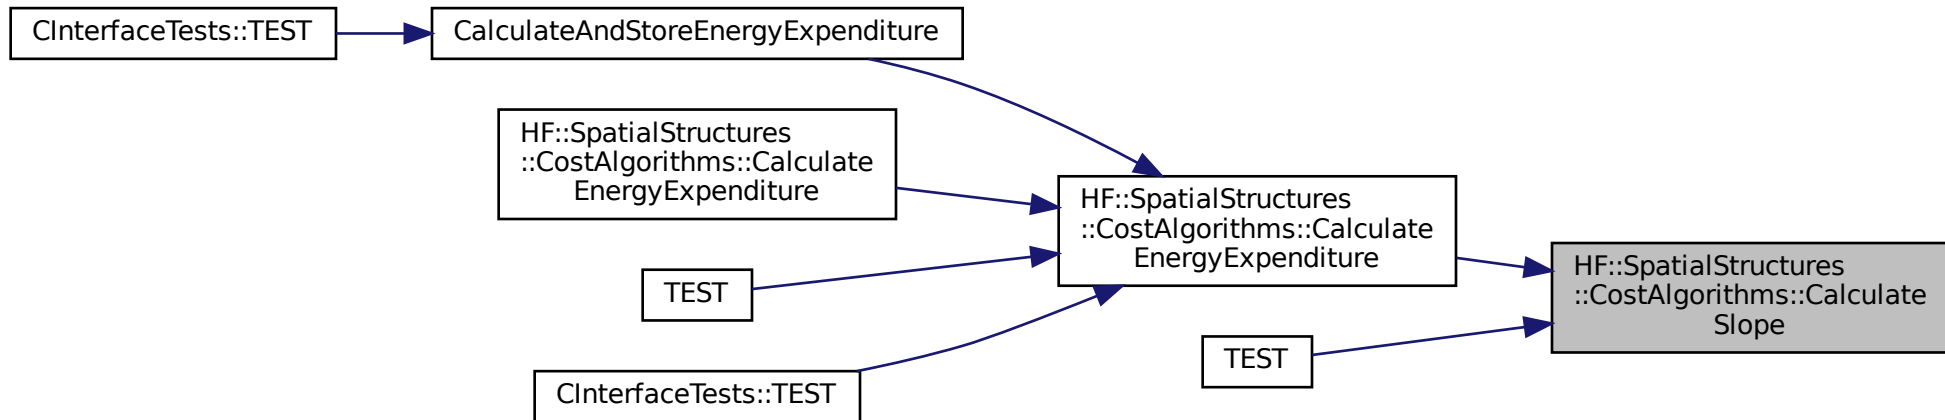 CInterfaceTests::TEST
CalculateAndStoreEnergyExpenditure
HF::SpatialStructures
::CostAlgorithms::Calculate
EnergyExpenditure
TEST
CInterfaceTests::TEST
HF::SpatialStructures
::CostAlgorithms::Calculate
EnergyExpenditure
TEST
HF::SpatialStructures
::CostAlgorithms::Calculate
Slope